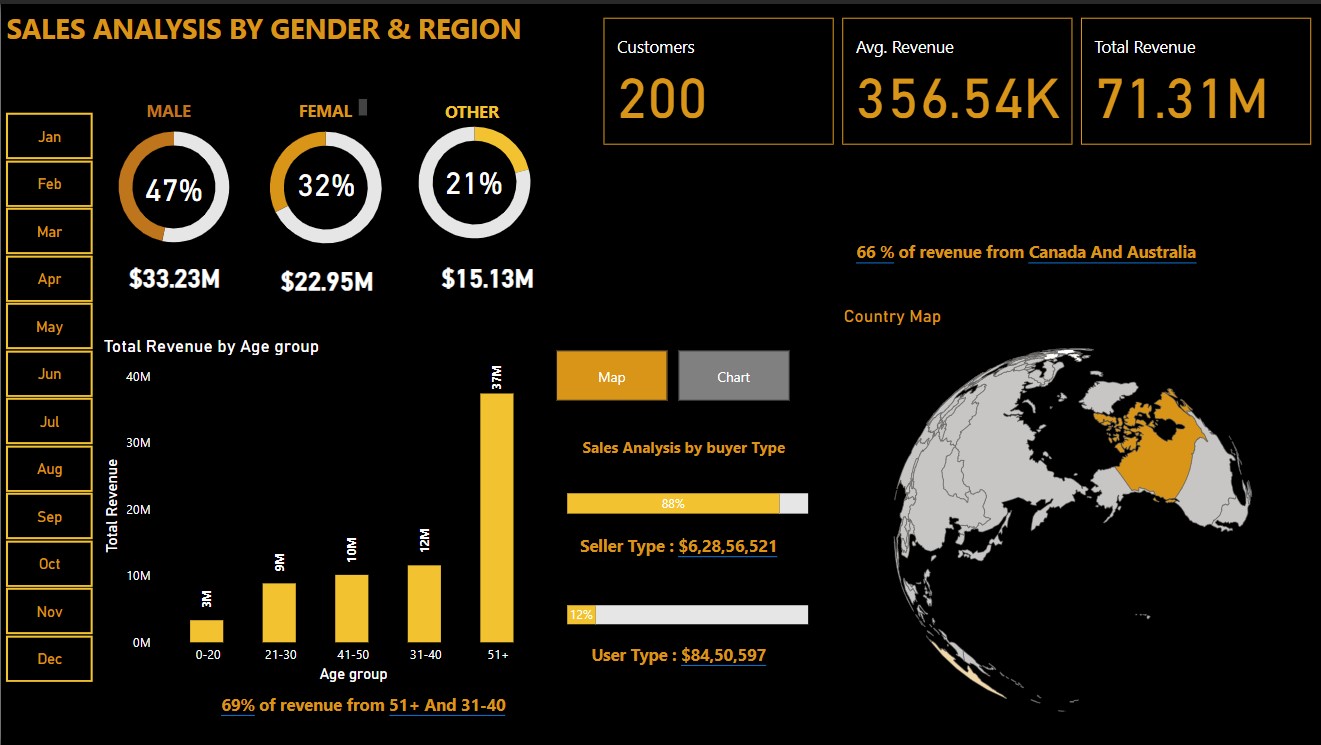 SALES ANALYSIS BY GENDER & REGION
Customers
200
Avg. Revenue
356.54K
Total Revenue
71.31M
Jan
Feb
Mar
Apr
May
Jun
Jul
Aug
Sep
Oct
Nov
Dec
MALE
47%
$33.23M
FEMAL
32%
$22.95M
OTHER
21%
$15.13M
66 % of revenue from Canada And Australia
Country Map
Total Revenue by Age group
Total Revenue
40M
30M
20M
10M
0M
3M
9M
10M
12M
37M
0-20
21-30
41-50
31-40
51+
Age group
69% of revenue from 51+ And 31-40
Map
Chart
Sales Analysis by buyer Type
88%
Seller Type : $6,28,56,521
12%
User Type : $84,50,597